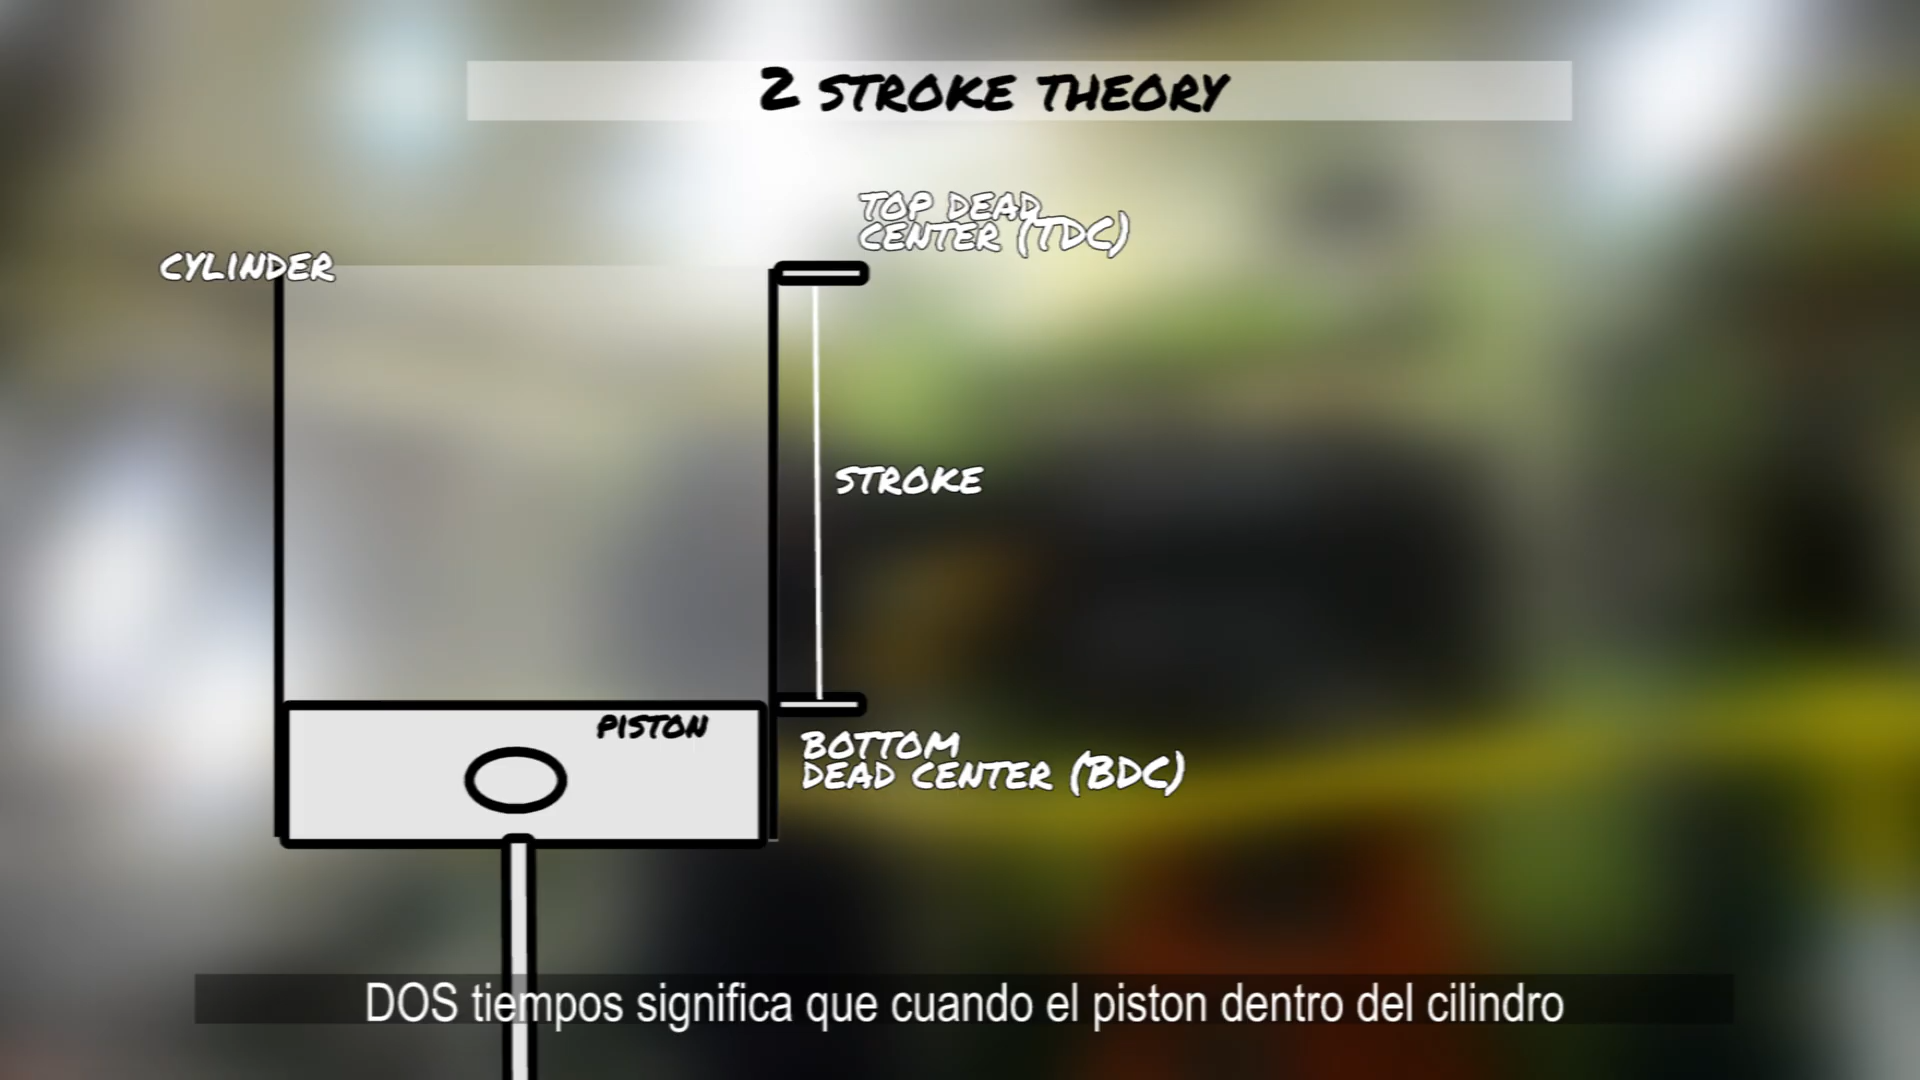 2 STROKE THEORY
TOP DEAD
CENTER (TDC)
CYLINDER
STROKE
PISTON
BOTTOM
DEAD CENTER (BDC)
DOS tiempos significa que cuando el piston dentro del cilindro